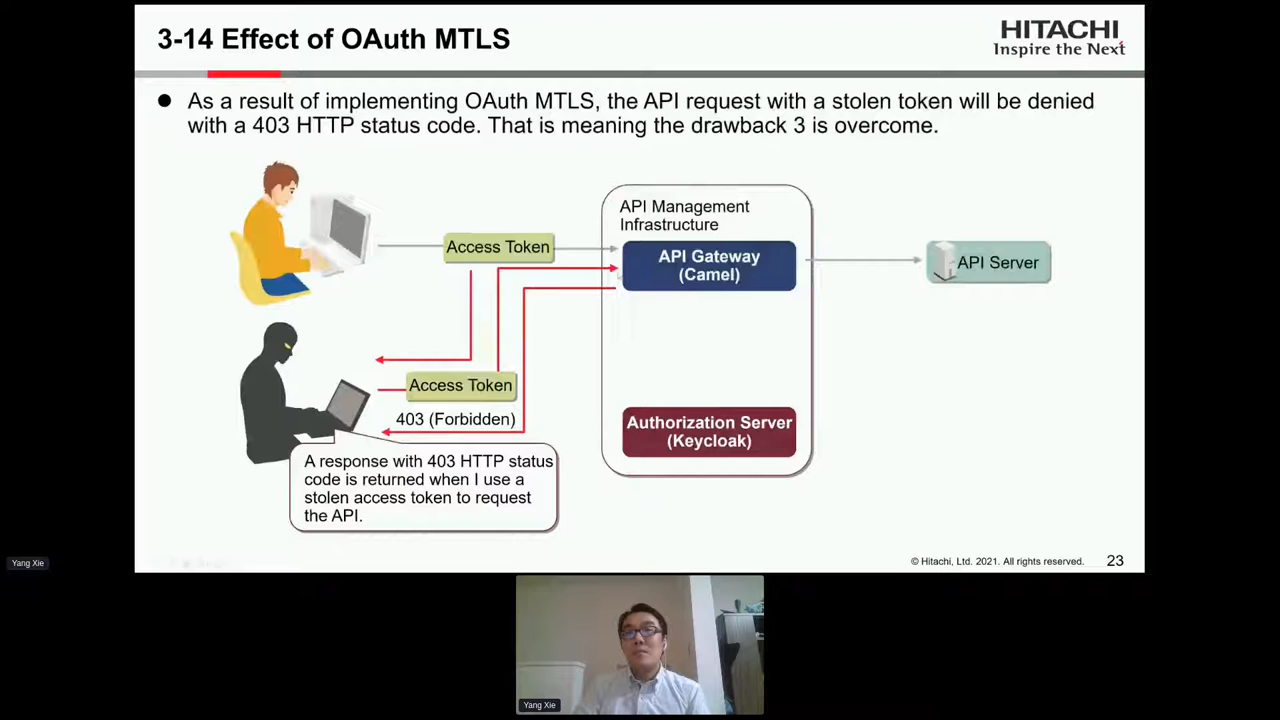 3-14 Effect of OAuth MTLS
HITACHI
Inspire the Next
● As a result of implementing OAuth MTLS, the API request with a stolen token will be denied
with a 403 HTTP status code. That is meaning the drawback 3 is overcome.
API Management
Infrastructure
Access Token
API Gateway
(Camel)
API Server
Access Token
403 (Forbidden)
Authorization Server
(Keycloak)
A response with 403 HTTP status
code is returned when I use a
stolen access token to request
the API.
© Hitachi, Ltd. 2021. All rights reserved.
23
Yang Xie
Yang Xie